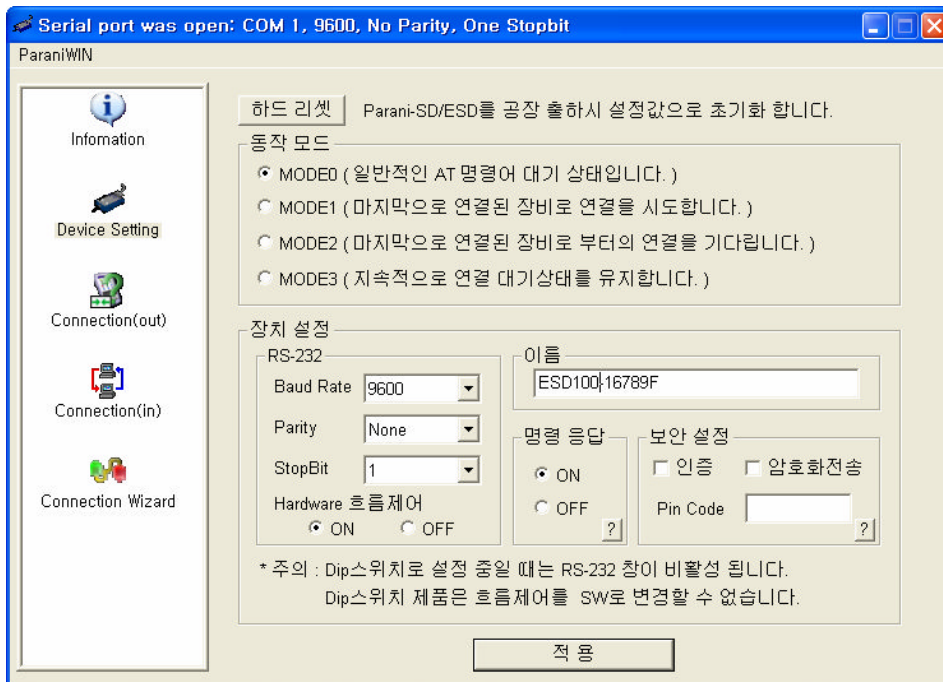 Serial port was open: COM 1, 9600, No Parity, One Stopbit
ParaniWIN
Infomation
Device Setting
Connection(out)
Connection(in)
Connection Wizard
하드 리셋 Parani-SD/ESD를 공장 출하시 설정값으로 초기화 합니다.
동작 모드
MODE0 ( 일반적인 AT 명령어 대기 상태입니다. )
MODE1 ( 마지막으로 연결된 장비로 연결을 시도합니다. )
MODE2 ( 마지막으로 연결된 장비로 부터의 연결을 기다립니다. )
MODE3 ( 지속적으로 연결 대기상태를 유지합니다. )
장치 설정
RS-232
Baud Rate 9600
Parity None
StopBit 1
Hardware 흐름제어
ON OFF
이름
ESD100-16789F
명령 응답
ON
OFF
?
보안 설정
인증 암호화전송
Pin Code
?
* 주의 : Dip스위치로 설정 중일 때는 RS-232 창이 비활성 됩니다.
Dip스위치 제품은 흐름제어를 SW로 변경할 수 없습니다.
적 용